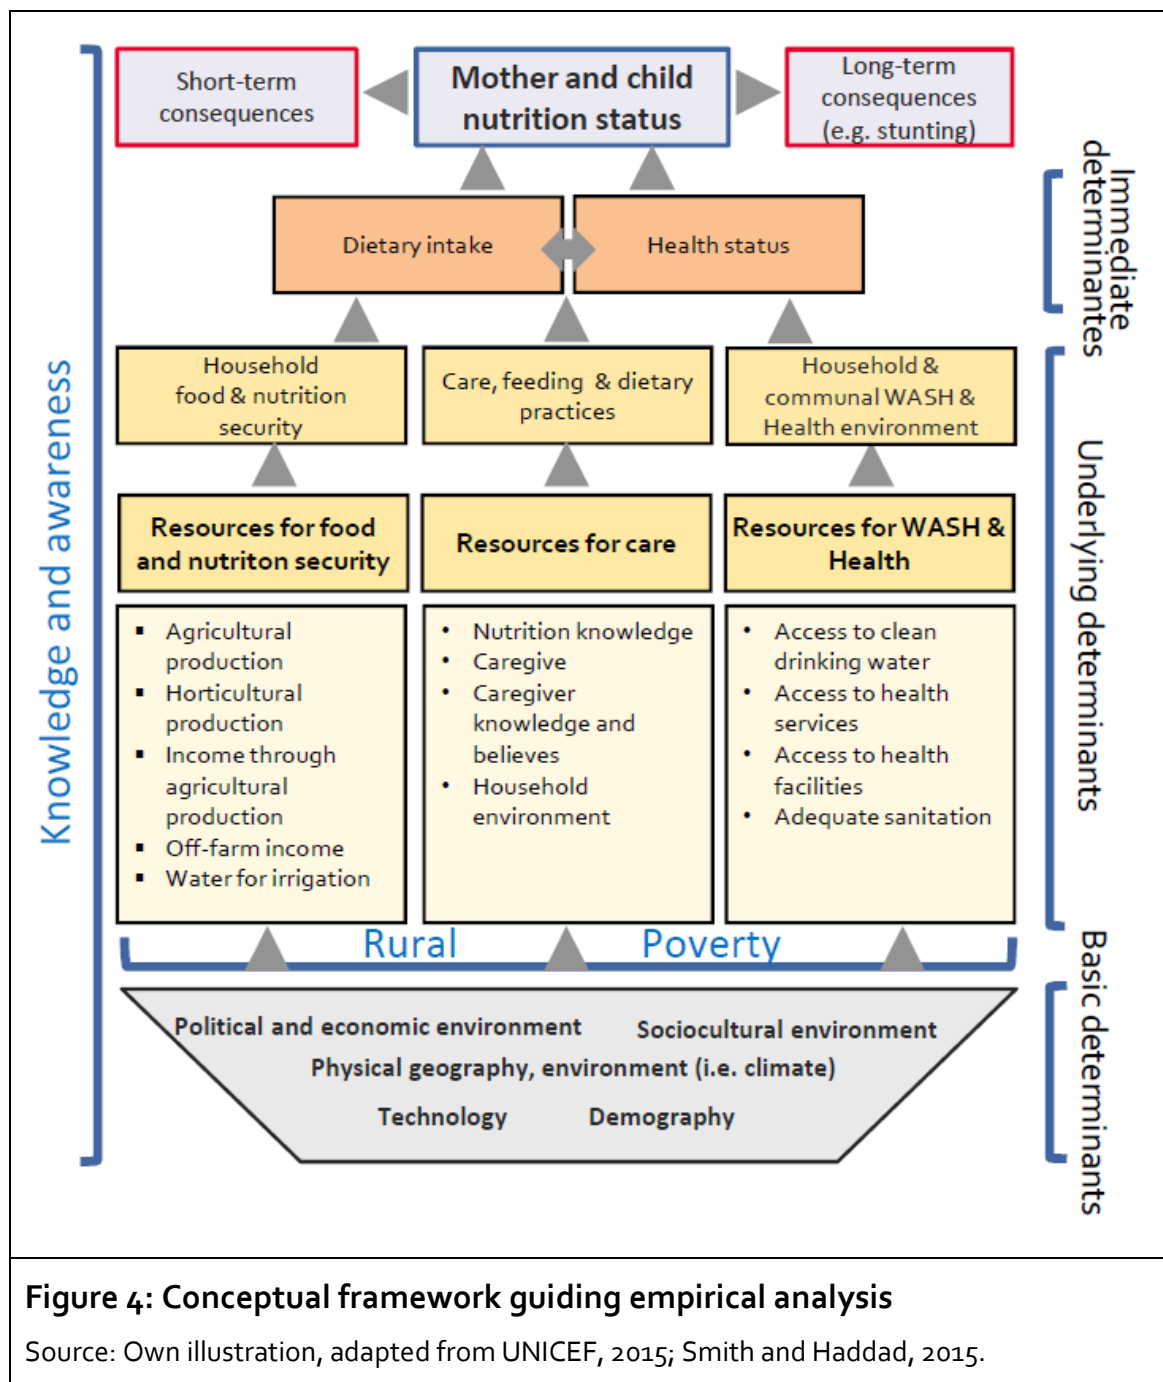 Short-term
consequences
Mother and child
nutrition status
Long-term
consequences
(e.g. stunting)
Immediate
determinantes
Dietary intake
Health status
Knowledge and awareness
Household
food & nutrition
security
Care, feeding & dietary
practices
Household &
communal WASH &
Health environment
Underlying determinants
Resources for food
and nutriton security
Resources for care
Resources for WASH &
Health
▪ Agricultural
production
▪ Horticultural
production
▪ Income through
agricultural
production
▪ Off-farm income
▪ Water for irrigation
• Nutrition knowledge
• Caregive
• Caregiver
knowledge and
believes
• Household
environment
• Access to clean
drinking water
• Access to health
services
• Access to health
facilities
• Adequate sanitation
Rural Poverty
Basic determinants
Political and economic environment
Sociocultural environment
Physical geography, environment (i.e. climate)
Technology
Demography
Figure 4: Conceptual framework guiding empirical analysis
Source: Own illustration, adapted from UNICEF, 2015; Smith and Haddad, 2015.